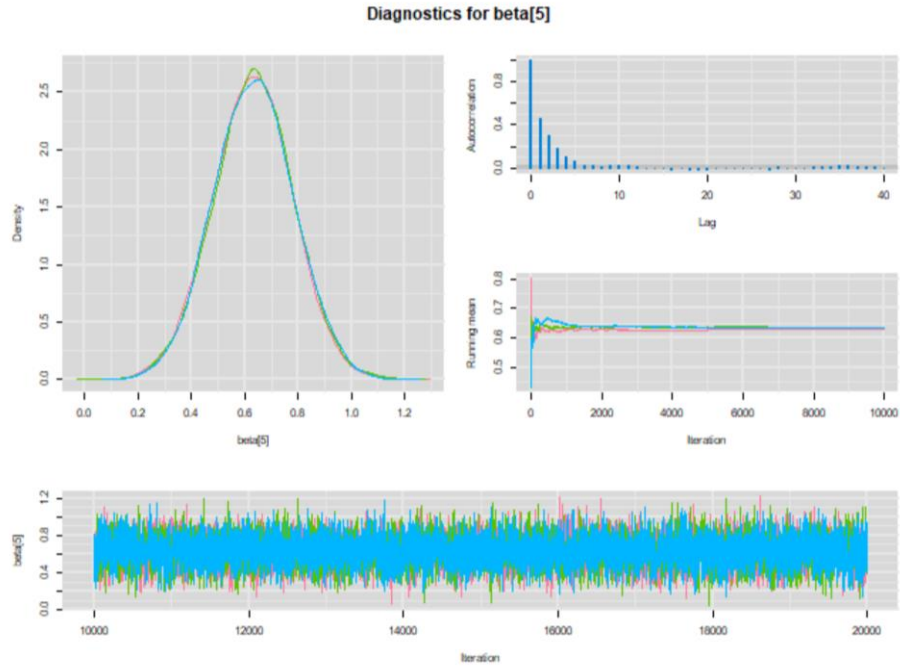 Diagnostics for beta[5]
Density
0.0 0.5 1.0 1.5 2.0 2.5
0.0 0.2 0.4 0.6 0.8 1.0 1.2
beta[5]
Autocorrelation
0.0 0.4 0.8
0 10 20 30 40
Lag
Running mean
0.5 0.6 0.7 0.8
0 2000 4000 6000 8000 10000
Iteration
beta[5]
0.0 0.4 0.8 1.2
10000 12000 14000 16000 18000 20000
Iteration